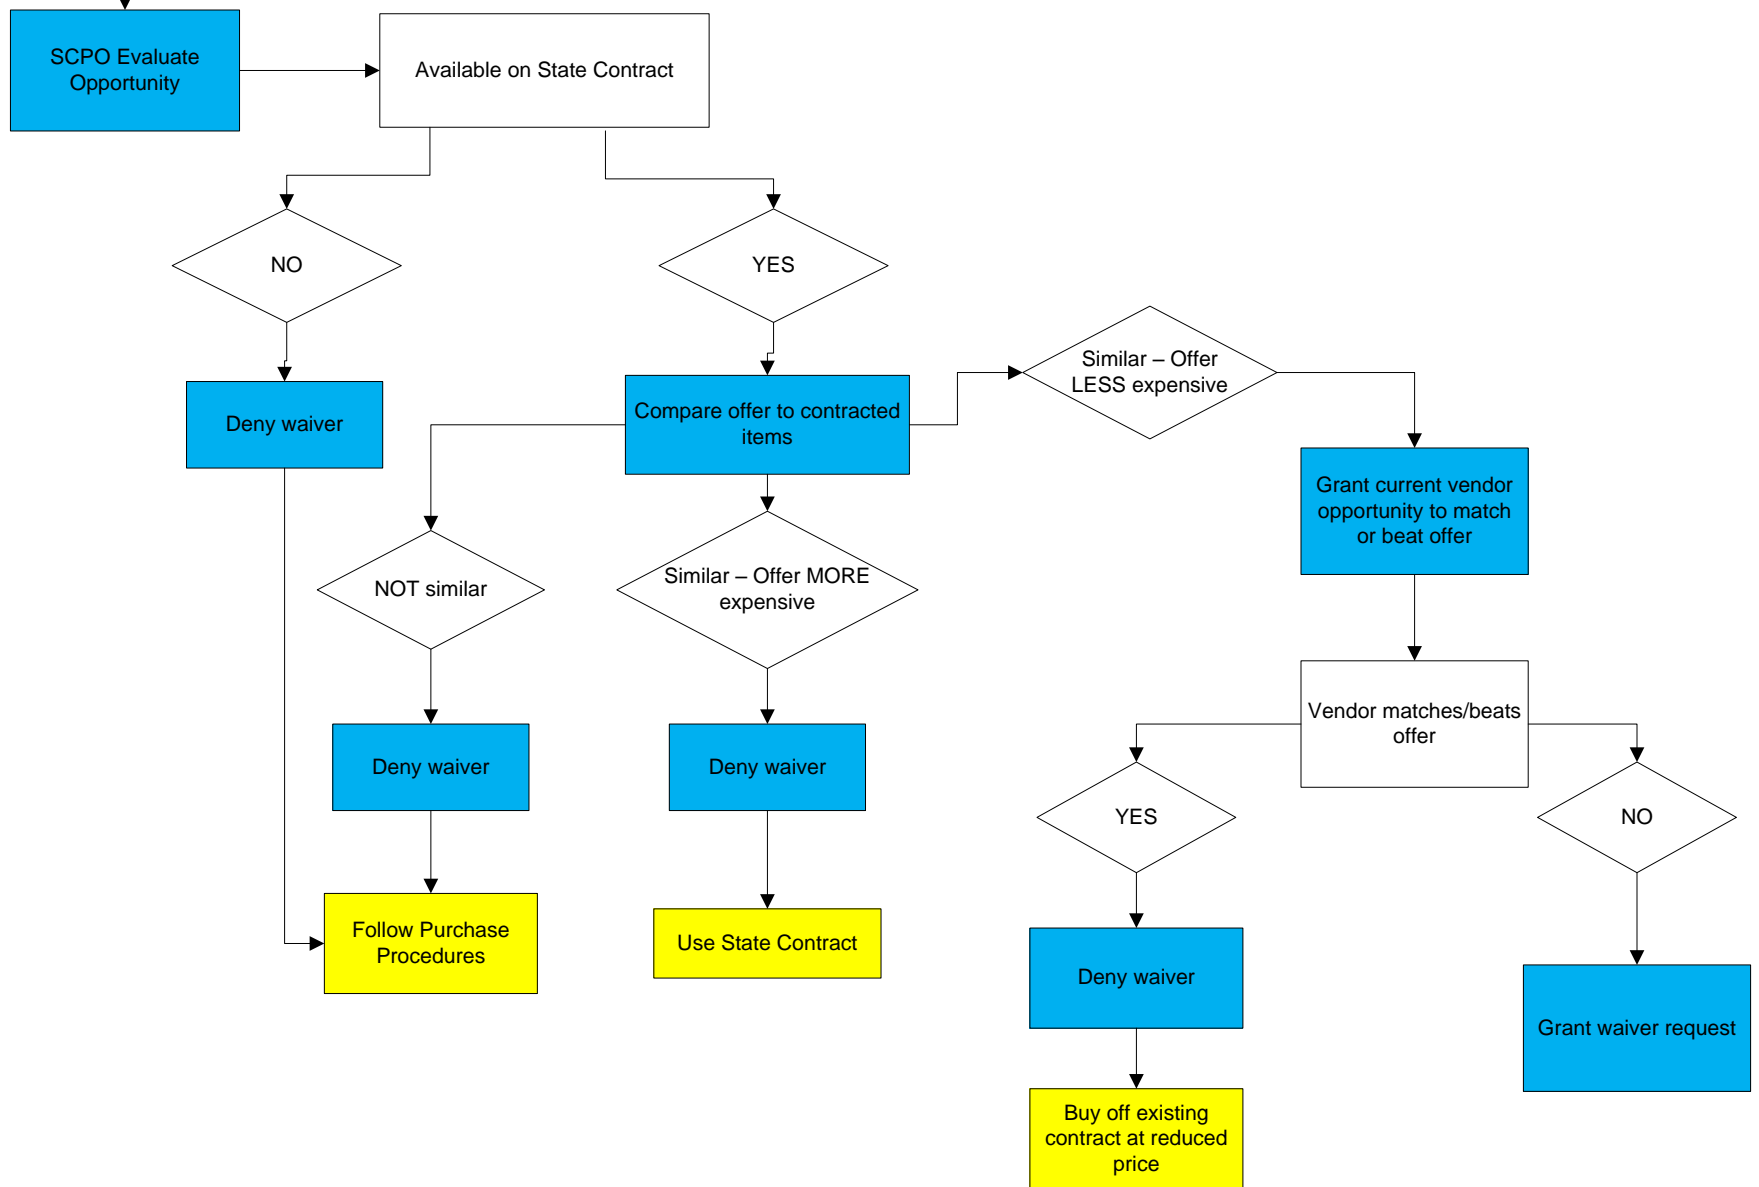 SCPO Evaluate
Opportunity
Available on State Contract
NO
YES
Similar – Offer
LESS expensive
Deny waiver
Compare offer to contracted
items
Grant current vendor
opportunity to match
or beat offer
NOT similar
Similar – Offer MORE
expensive
Vendor matches/beats
offer
Deny waiver
Deny waiver
YES
NO
Follow Purchase
Procedures
Use State Contract
Deny waiver
Grant waiver request
Buy off existing
contract at reduced
price